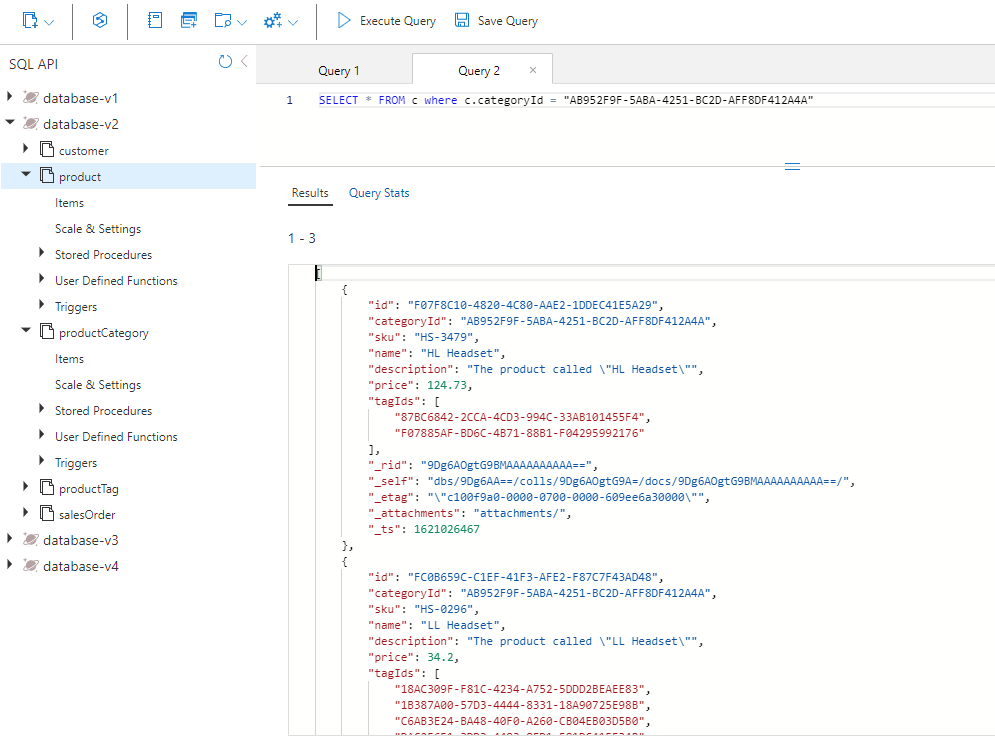 Execute Query
Save Query
SQL API
database-v1
database-v2
customer
product
Items
Scale & Settings
Stored Procedures
User Defined Functions
Triggers
productCategory
Items
Scale & Settings
Stored Procedures
User Defined Functions
Triggers
productTag
salesOrder
database-v3
database-v4
Query 1
Query 2 ×
1 SELECT * FROM c where c.categoryId = "AB952F9F-5ABA-4251-BC2D-AFF8DF412A4A"
Results
Query Stats
1 - 3
[
{
"id": "F07F8C10-4820-4C80-AAE2-1DDEC41E5A29",
"categoryId": "AB952F9F-5ABA-4251-BC2D-AFF8DF412A4A",
"sku": "HS-3479",
"name": "HL Headset",
"description": "The product called \"HL Headset\"",
"price": 124.73,
"tagIds": [
"87BC6842-2CCA-4CD3-994C-33AB101455F4",
"F07885AF-BD6C-4B71-88B1-F04295992176"
],
"_rid": "9Dg6AOgtG9BMAAAAAAAAAA==",
"_self": "dbs/9Dg6AA==/colls/9Dg6AOgtG9A=/docs/9Dg6AOgtG9BMAAAAAAAAAA==/",
"_etag": "\"c100f9a0-0000-0700-0000-609ee6a30000\"",
"_attachments": "attachments/",
"_ts": 1621026467
},
{
"id": "FC0B659C-C1EF-41F3-AFE2-F87C7F43AD48",
"categoryId": "AB952F9F-5ABA-4251-BC2D-AFF8DF412A4A",
"sku": "HS-0296",
"name": "LL Headset",
"description": "The product called \"LL Headset\"",
"price": 34.2,
"tagIds": [
"18AC309F-F81C-4234-A752-5DDD2BEAEE83",
"1B387A00-57D3-4444-8331-18A90725E98B",
"C6AB3E24-BA48-40F0-A260-CB04EB03D5B0",